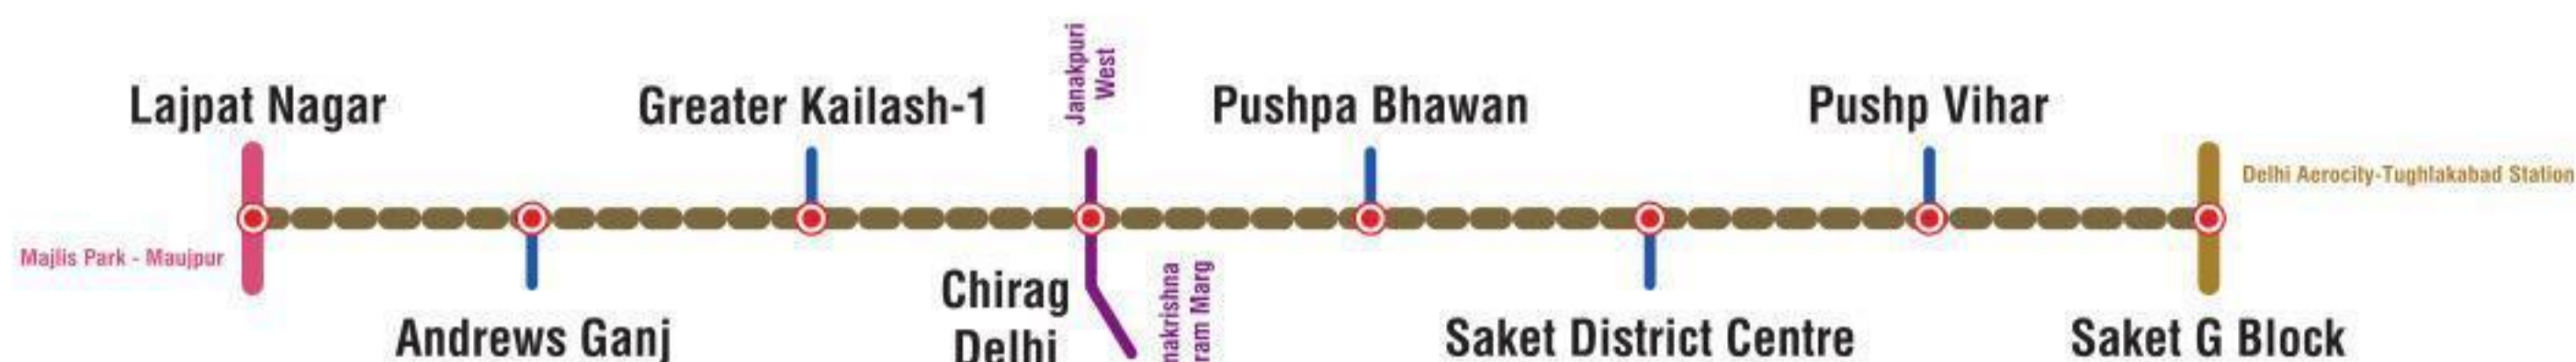 Lajpat Nagar
Majlis Park - Maujpur
Andrews Ganj
Greater Kailash-1
Janakpuri
West
Chirag
Delhi
Pushpa Bhawan
Saket District Centre
Pushp Vihar
Delhi Aerocity-Tughlakabad Station
Saket G Block